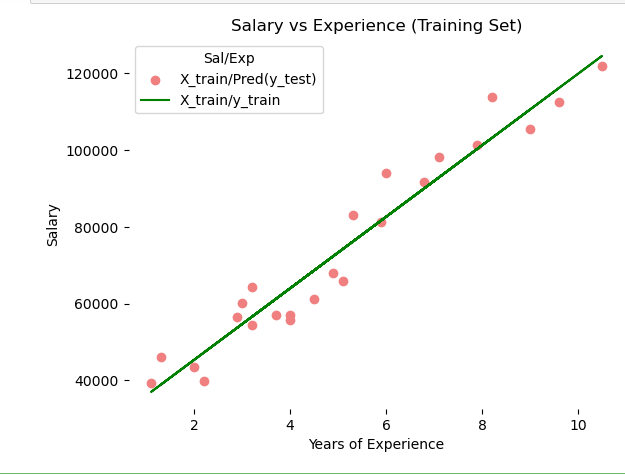 Salary vs Experience (Training Set)
Sal/Exp
X_train/Pred(y_test)
X_train/y_train
120000
100000
80000
60000
40000
Salary
2 4 6 8 10
Years of Experience